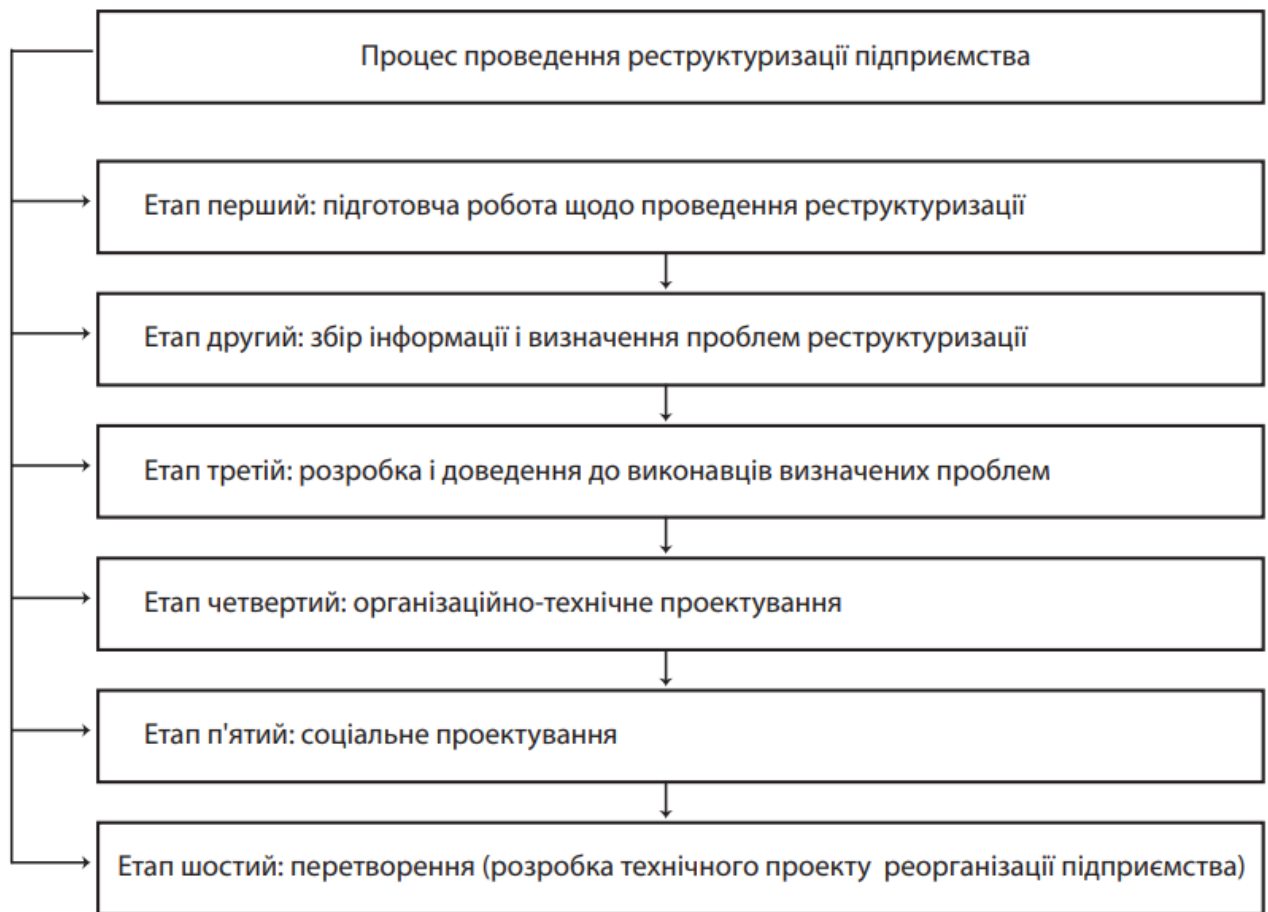 Процес проведення реструктуризації підприємства
Етап перший: підготовча робота щодо проведення реструктуризації
Етап другий: збір інформації і визначення проблем реструктуризації
Етап третій: розробка і доведення до виконавців визначених проблем
Етап четвертий: організаційно-технічне проектування
Етап п'ятий: соціальне проектування
Етап шостий: перетворення (розробка технічного проекту реорганізації підприємства)